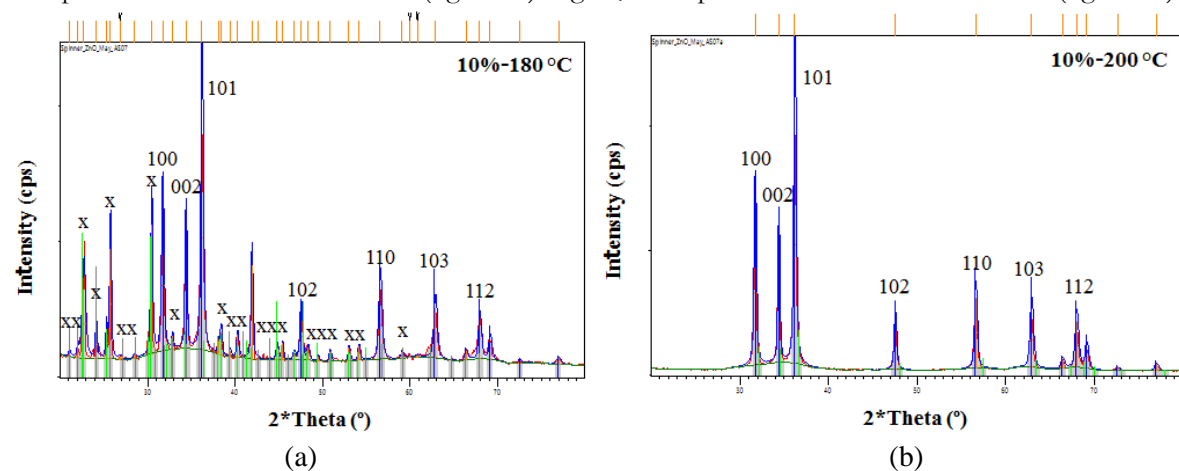 Spinner_ZnO_May_AS07
10%-180 °C
101
100
x
002
x
x
x
xx
xx
x
x
xx
xxx
102
xxx
xx
110
x
103
112
Intensity (cps)
30
40
50
60
70
2*Theta (°)
(a)
Spinner_ZnO_May_AS07a
10%-200 °C
101
100
002
102
110
103
112
Intensity (cps)
30
40
50
60
70
2*Theta (°)
(b)